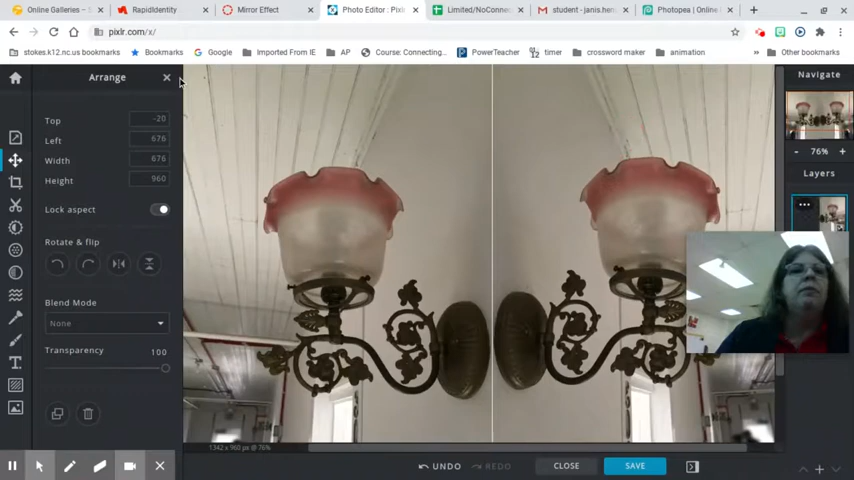 Online Galleries – S
RapidIdentity
Mirror Effect
Photo Editor : Pixlr
Limited/NoConnec
student - janis.hen
Photopea | Online
pixlr.com/x/
stokes.k12.nc.us bookmarks
Bookmarks
Google
Imported From IE
AP
Course: Connecting...
PowerTeacher
timer
crossword maker
animation
Other bookmarks
Arrange
Top
-20
Left
676
Width
676
Height
960
Lock aspect
Rotate & flip
Blend Mode
None
Transparency
100
1342 x 960 px @ 76%
UNDO
REDO
CLOSE
SAVE
Navigate
- 76% +
Layers